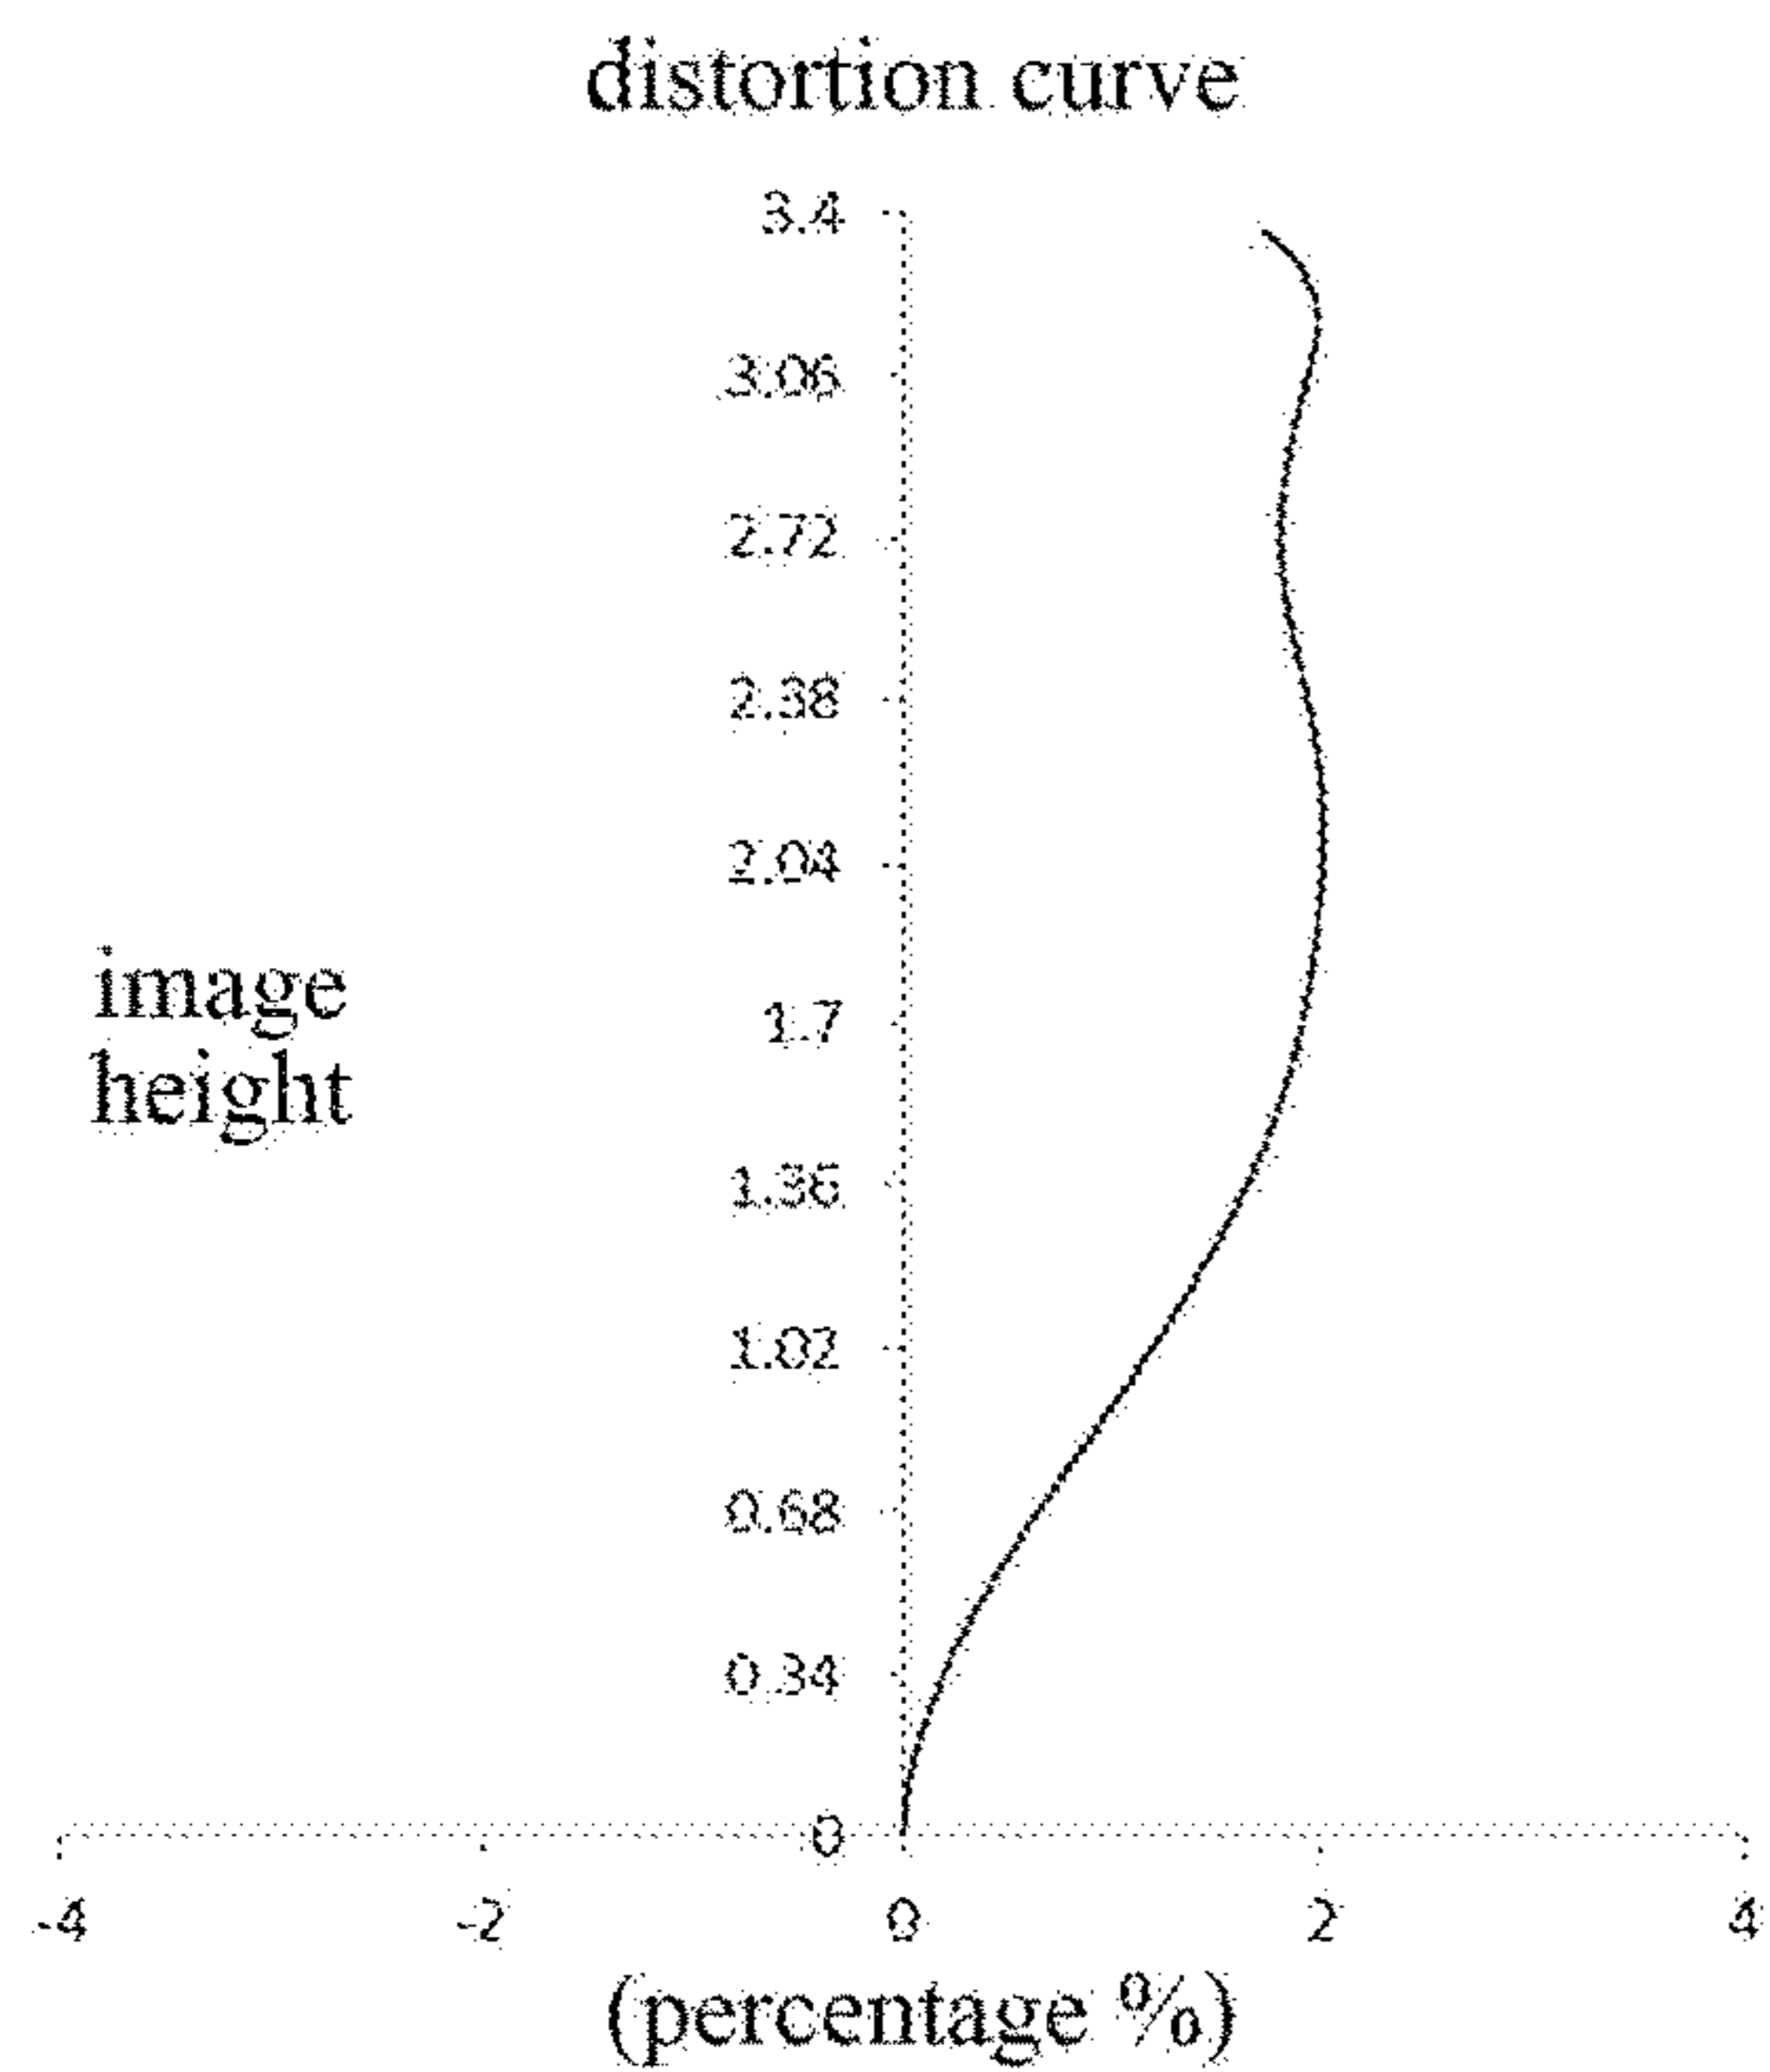 distortion curve
3.4
3.06
2.72
2.38
2.04
image
height
1.7
1.36
1.02
0.68
0.34
0
-4 -2 0 2 4
(percentage %)